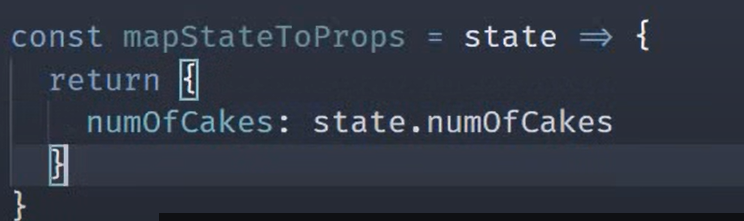 const mapStateToProps = state => {
  return {
    numOfCakes: state.numOfCakes
  }
}